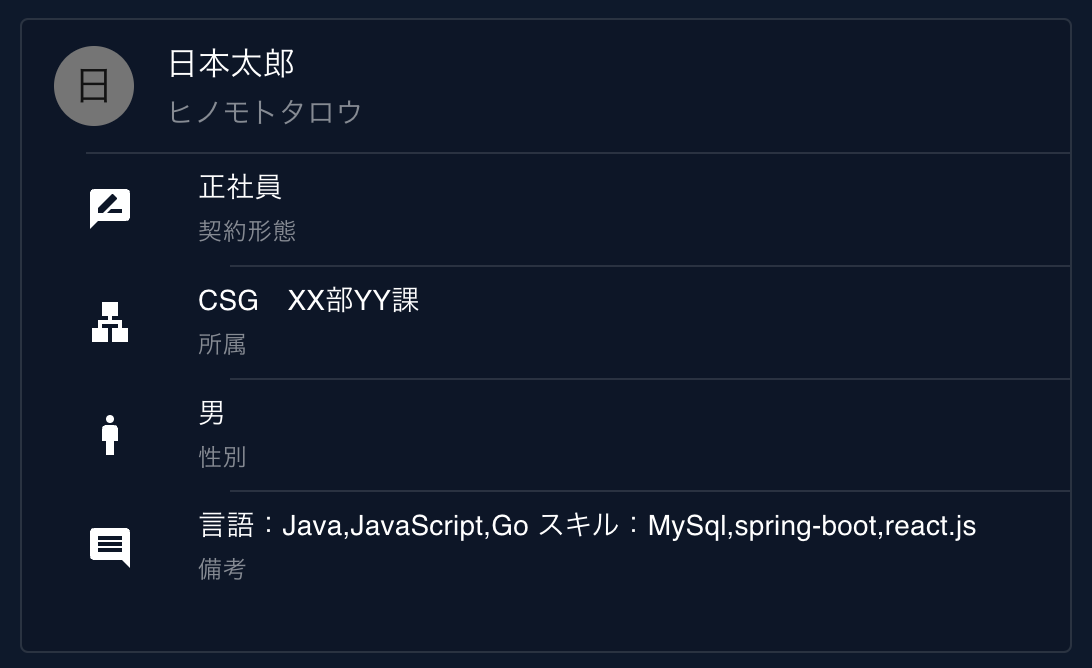 日
日本太郎
ヒノモトタロウ
正社員
契約形態
CSG　XX部YY課
所属
男
性別
言語：Java,JavaScript,Go スキル：MySql,spring-boot,react.js
備考